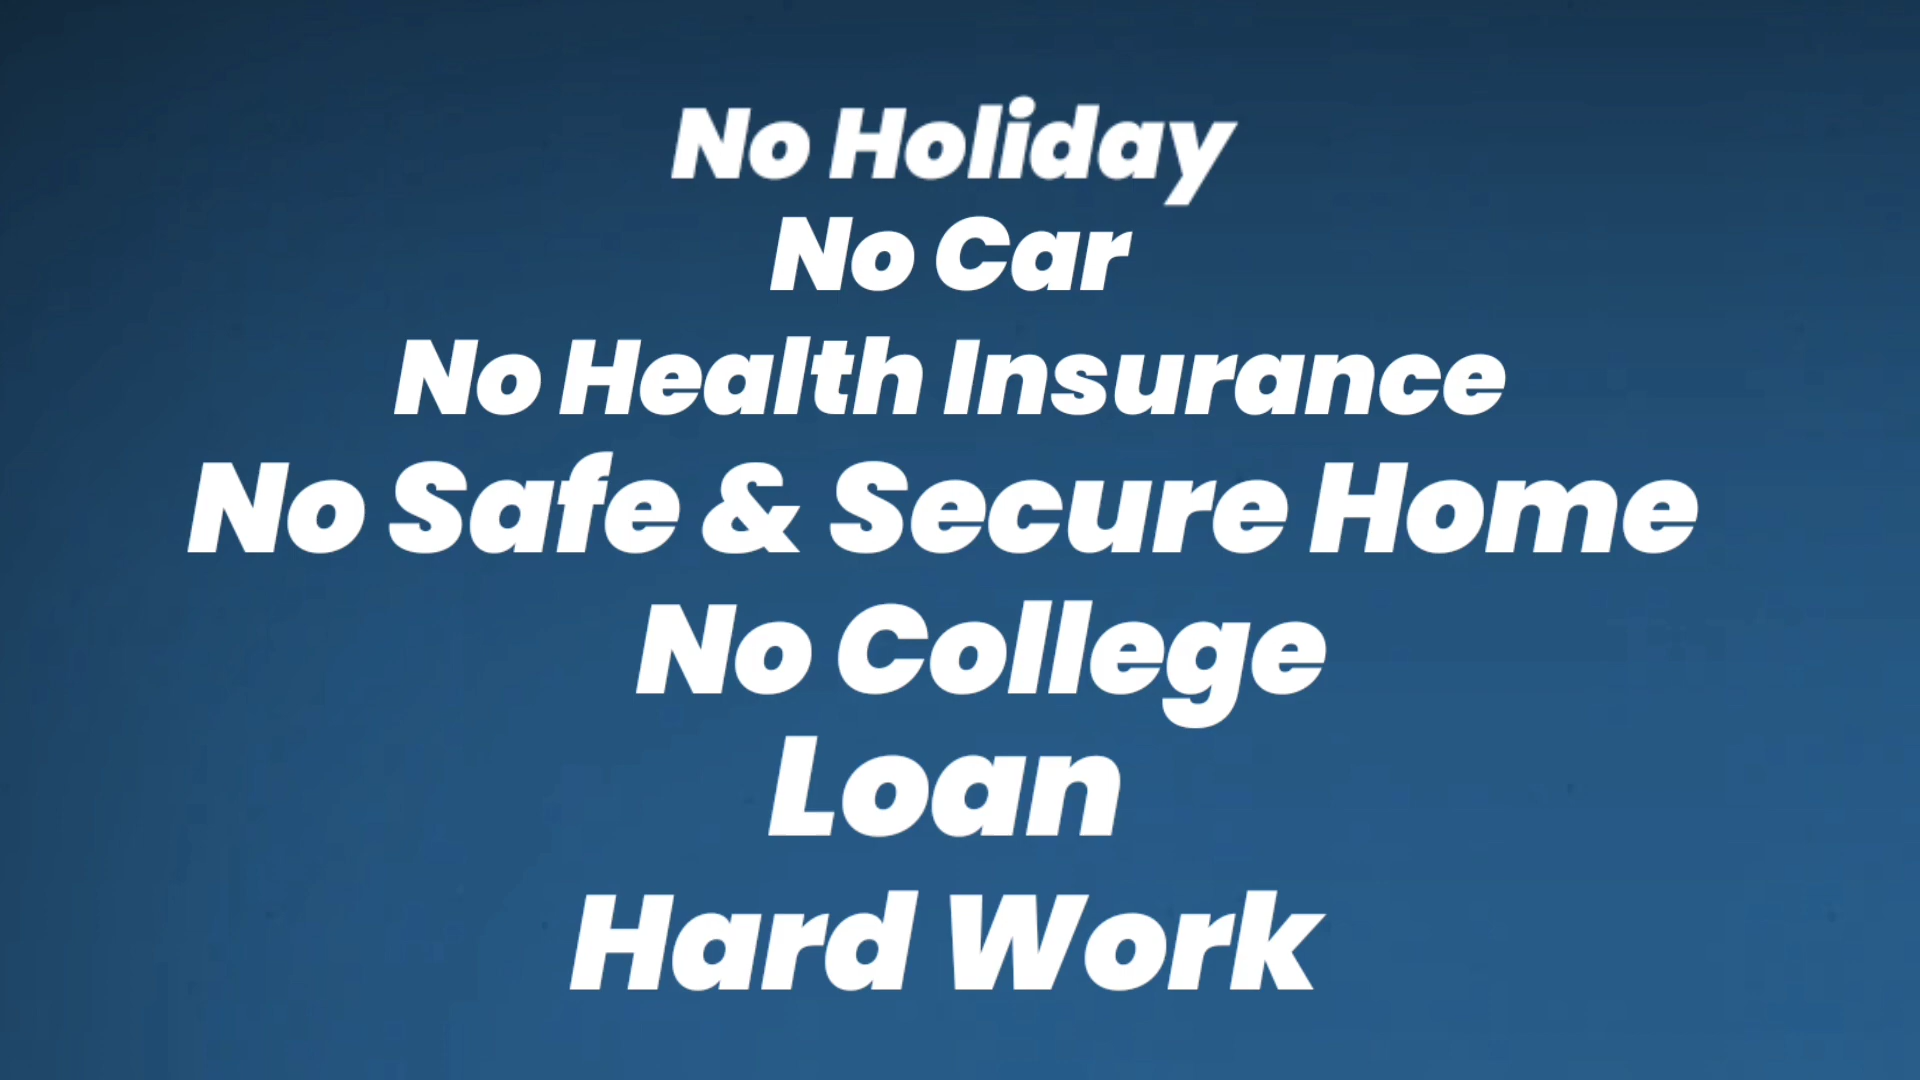 No Holiday
No Car
No Health Insurance
No Safe & Secure Home
No College
Loan
Hard Work